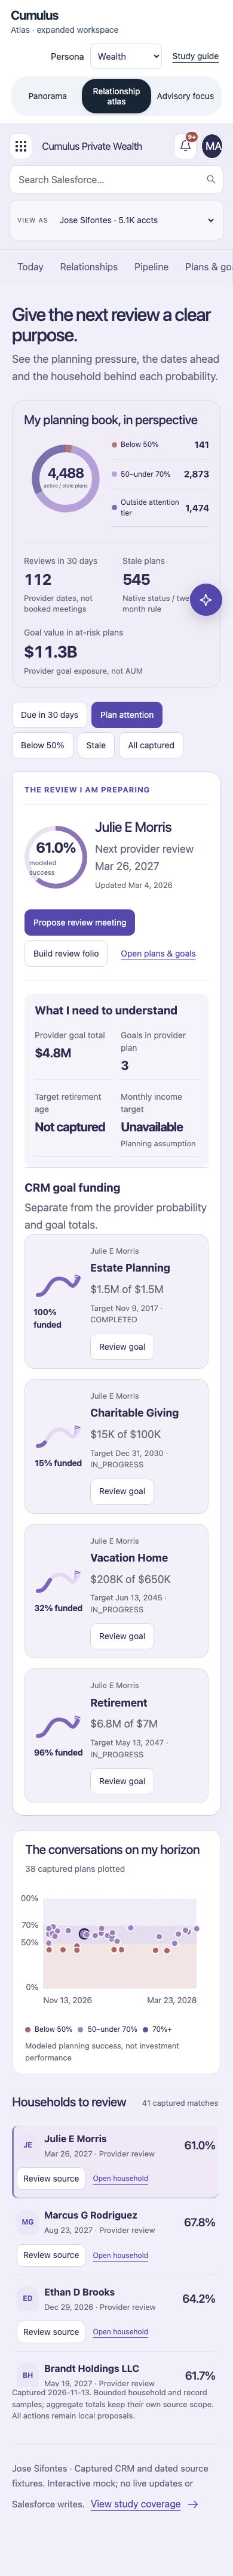 Cumulus
Atlas · expanded workspace
Persona Wealth Study guide
Panorama Relationship atlas Advisory focus
Cumulus Private Wealth 9+ MA
Search Salesforce...
VIEW AS Jose Sifontes · 5.1K accts
Today Relationships Pipeline Plans & goa
Give the next review a clear
purpose.
See the planning pressure, the dates ahead
and the household behind each probability.
My planning book, in perspective
4,488
active / stale plans
Below 50% 141
50–under 70% 2,873
Outside attention
tier 1,474
Reviews in 30 days
112
Provider dates, not
booked meetings
Stale plans
545
Native status / twe
month rule
Goal value in at-risk plans
$11.3B
Provider goal exposure, not AUM
Due in 30 days Plan attention
Below 50% Stale All captured
THE REVIEW I AM PREPARING
61.0%
modeled
success
Julie E Morris
Next provider review
Mar 26, 2027
Updated Mar 4, 2026
Propose review meeting
Build review folio Open plans & goals
What I need to understand
Provider goal total
$4.8M
Goals in provider
plan
3
Target retirement
age
Not captured
Monthly income
target
Unavailable
Planning assumption
CRM goal funding
Separate from the provider probability
and goal totals.
100%
funded
Julie E Morris
Estate Planning
$1.5M of $1.5M
Target Nov 9, 2017 ·
COMPLETED
Review goal
15% funded
Julie E Morris
Charitable Giving
$15K of $100K
Target Dec 31, 2030 ·
IN_PROGRESS
Review goal
32% funded
Julie E Morris
Vacation Home
$208K of $650K
Target Jun 13, 2045 ·
IN_PROGRESS
Review goal
96% funded
Julie E Morris
Retirement
$6.8M of $7M
Target May 13, 2047 ·
IN_PROGRESS
Review goal
The conversations on my horizon
38 captured plans plotted
00%
70%
50%
0%
Nov 13, 2026 Mar 23, 2028
Below 50% 50–under 70% 70%+
Modeled planning success, not investment
performance
Households to review 41 captured matches
JE Julie E Morris 61.0%
Mar 26, 2027 · Provider review
Review source Open household
MG Marcus G Rodriguez 67.8%
Aug 23, 2027 · Provider review
Review source Open household
ED Ethan D Brooks 64.2%
Dec 29, 2026 · Provider review
Review source Open household
BH Brandt Holdings LLC 61.7%
May 19, 2027 · Provider review
Captured 2026-11-13. Bounded household and record
samples; aggregate totals keep their own source scope.
All actions remain local proposals.
Jose Sifontes · Captured CRM and dated source
fixtures. Interactive mock; no live updates or
Salesforce writes. View study coverage →